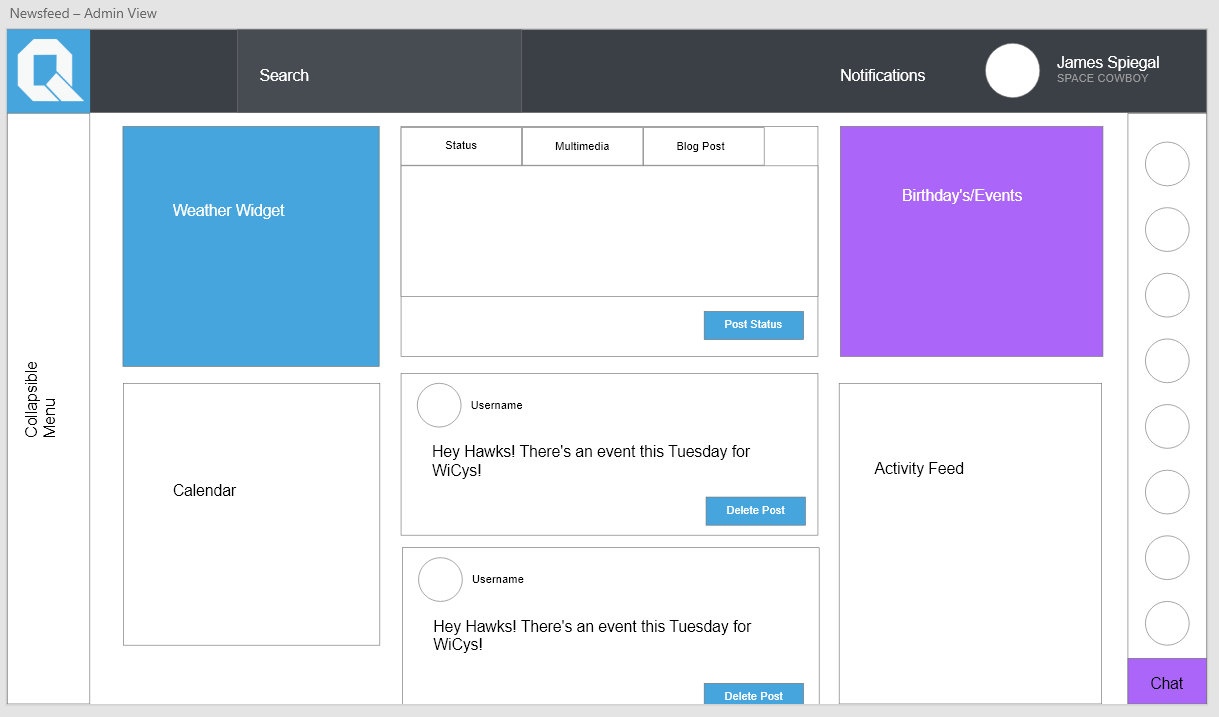 Newsfeed – Admin View
Search
Notifications
James Spiegal
SPACE COWBOY
Collapsible
Menu
Weather Widget
Calendar
Status
Multimedia
Blog Post
Post Status
Username
Hey Hawks! There's an event this Tuesday for
WiCys!
Delete Post
Username
Hey Hawks! There's an event this Tuesday for
WiCys!
Delete Post
Birthday's/Events
Activity Feed
Chat